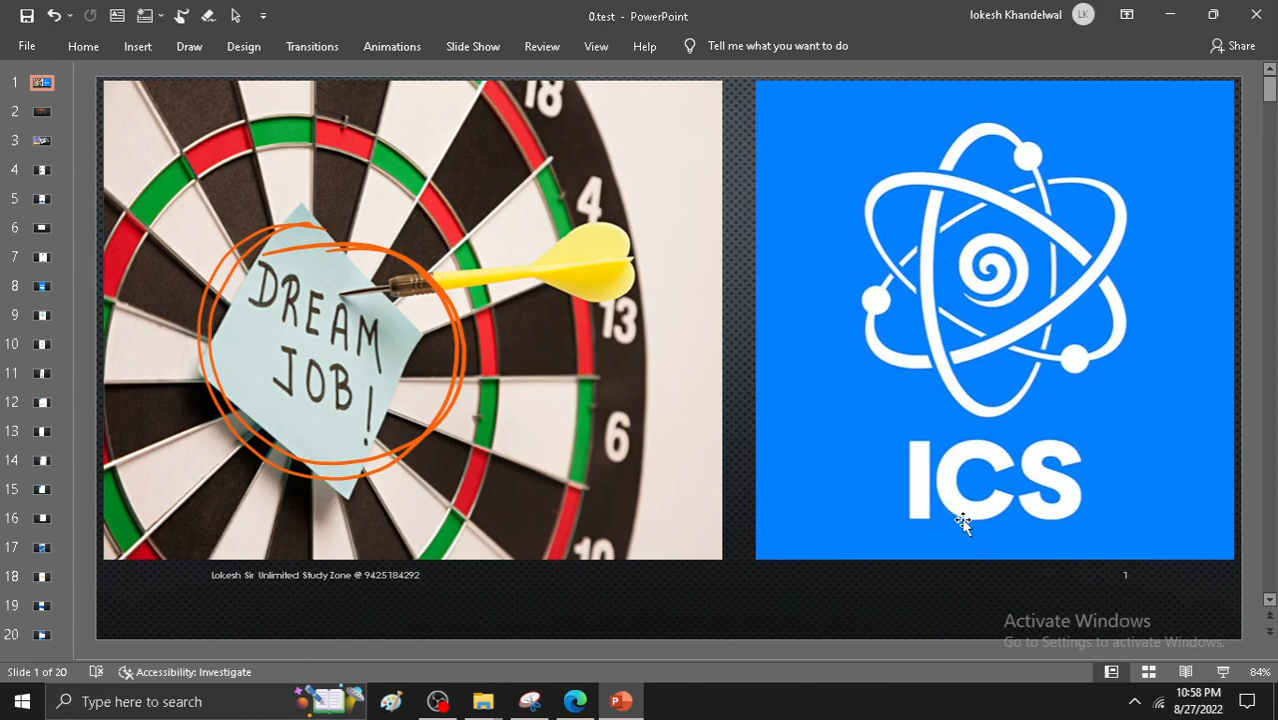 0.test - PowerPoint
lokesh Khandelwal
LK
File
Home
Insert
Draw
Design
Transitions
Animations
Slide Show
Review
View
Help
Tell me what you want to do
Share
1
2
3
4
5
6
7
8
9
10
11
12
13
14
15
16
17
18
19
20
18
4
13
6
10
DREAM
JOB!
ICS
Lokesh Sir Unlimited Study Zone @ 9425184292
1
Activate Windows
Go to Settings to activate Windows.
Slide 1 of 20
Accessibility: Investigate
84%
Type here to search
10:58 PM
8/27/2022